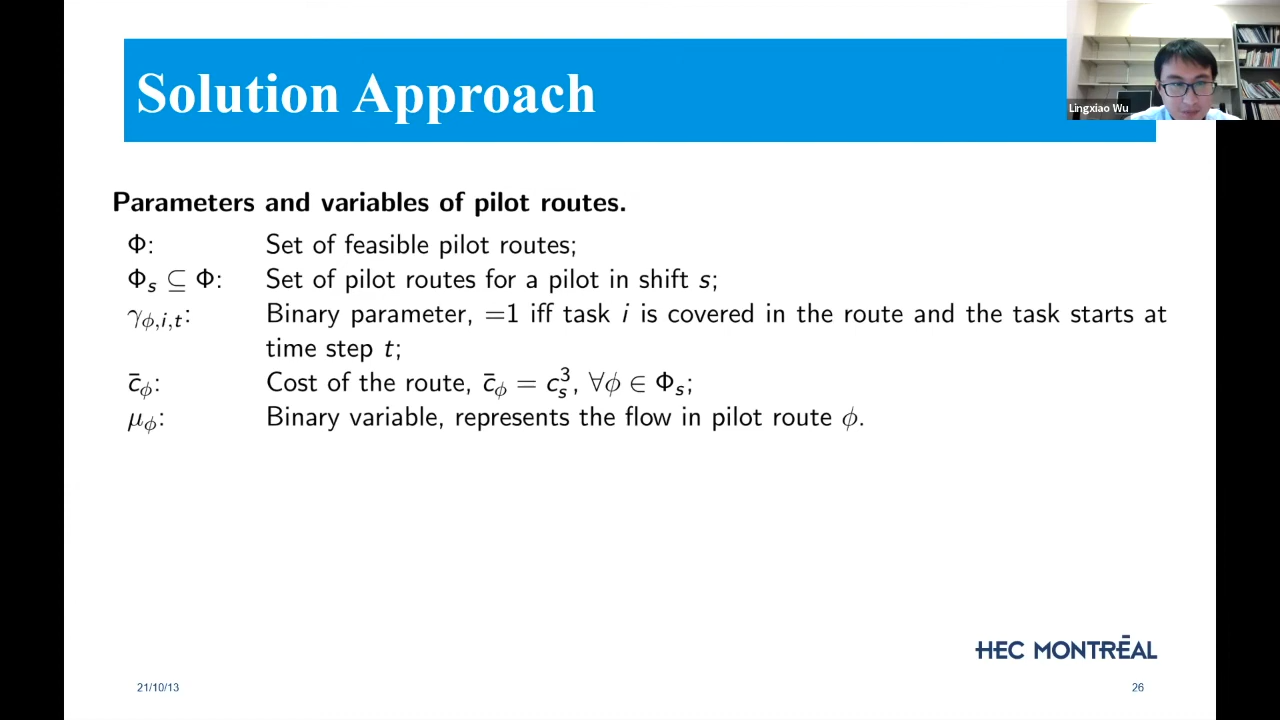 Solution Approach
Lingxiao Wu
Parameters and variables of pilot routes.
Φ: Set of feasible pilot routes;
Φ_s ⊆ Φ: Set of pilot routes for a pilot in shift s;
γ_{ϕ,i,t}: Binary parameter, =1 iff task i is covered in the route and the task starts at
time step t;
c̄_ϕ: Cost of the route, c̄_ϕ = c_s^3, ∀ϕ ∈ Φ_s;
μ_ϕ: Binary variable, represents the flow in pilot route ϕ.
HEC MONTRĒAL
21/10/13
26